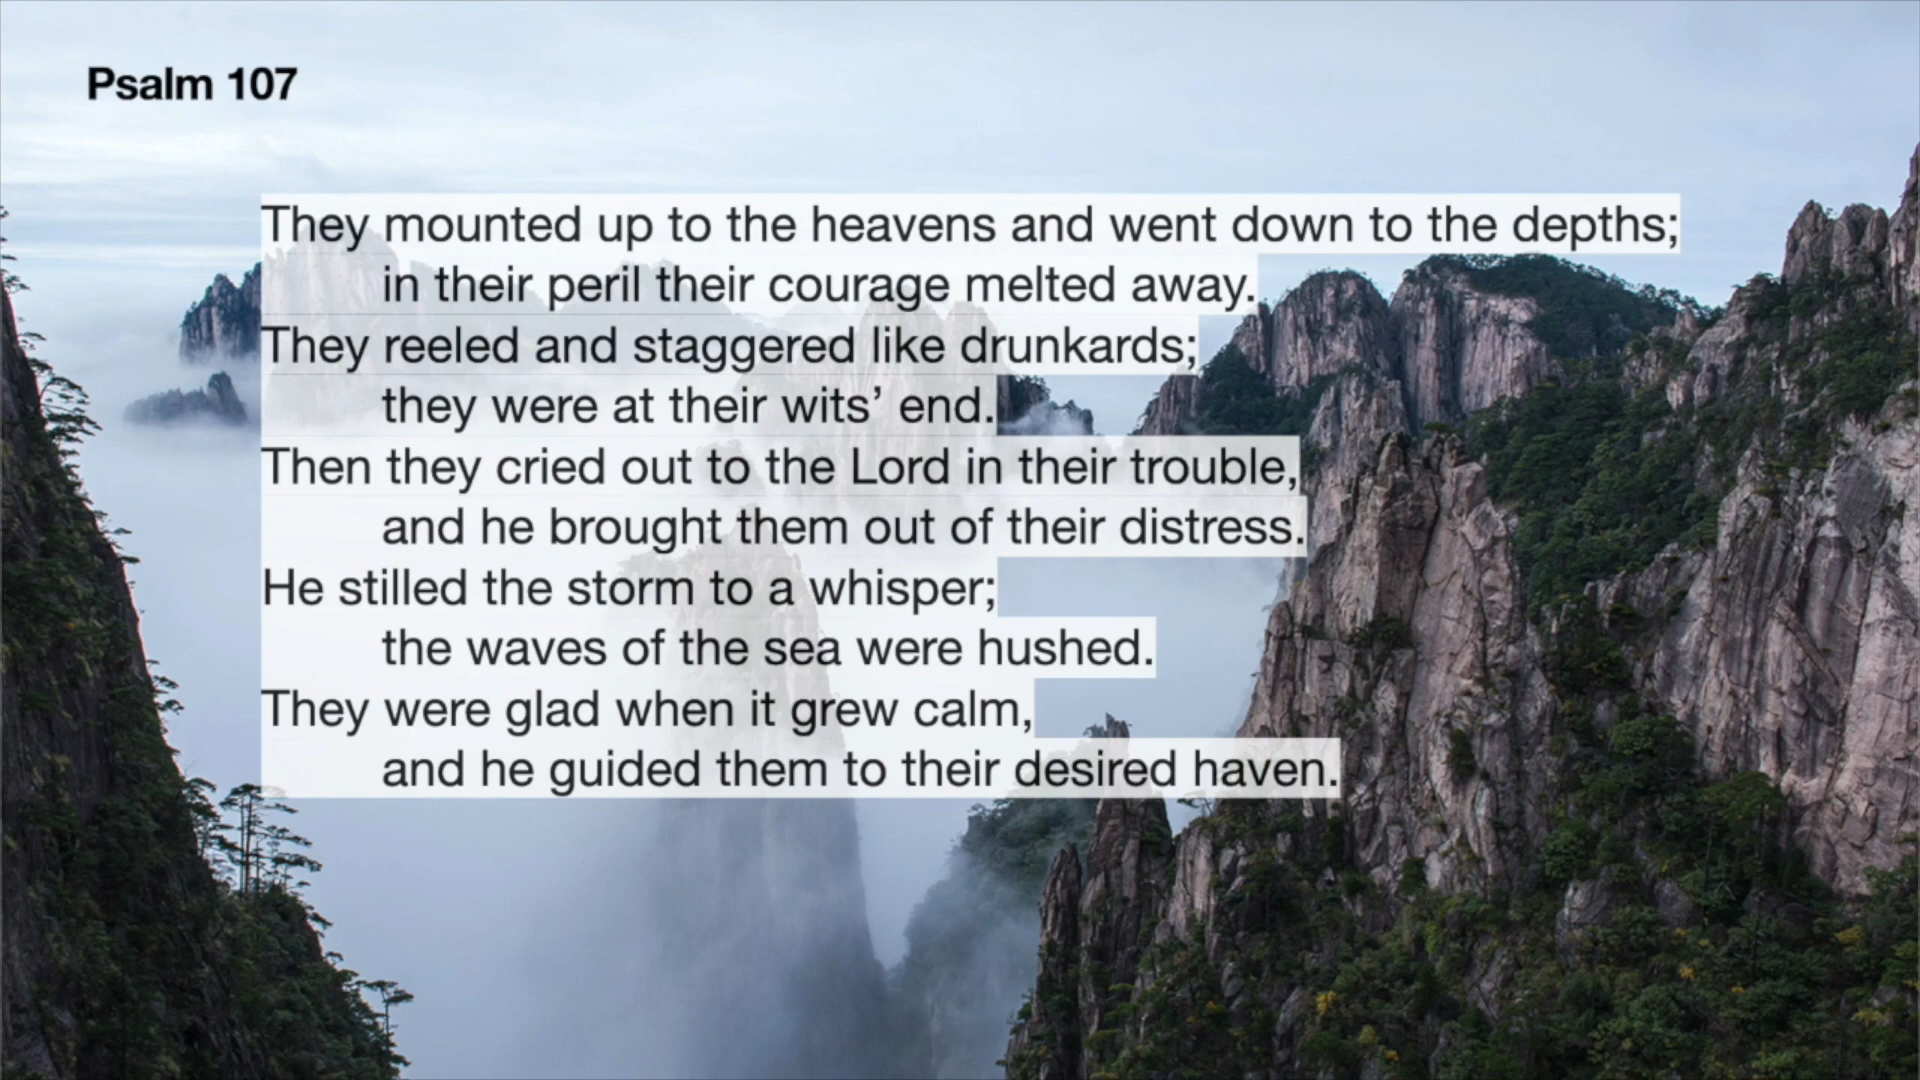 Psalm 107
They mounted up to the heavens and went down to the depths;
in their peril their courage melted away.
They reeled and staggered like drunkards;
they were at their wits’ end.
Then they cried out to the Lord in their trouble,
and he brought them out of their distress.
He stilled the storm to a whisper;
the waves of the sea were hushed.
They were glad when it grew calm,
and he guided them to their desired haven.